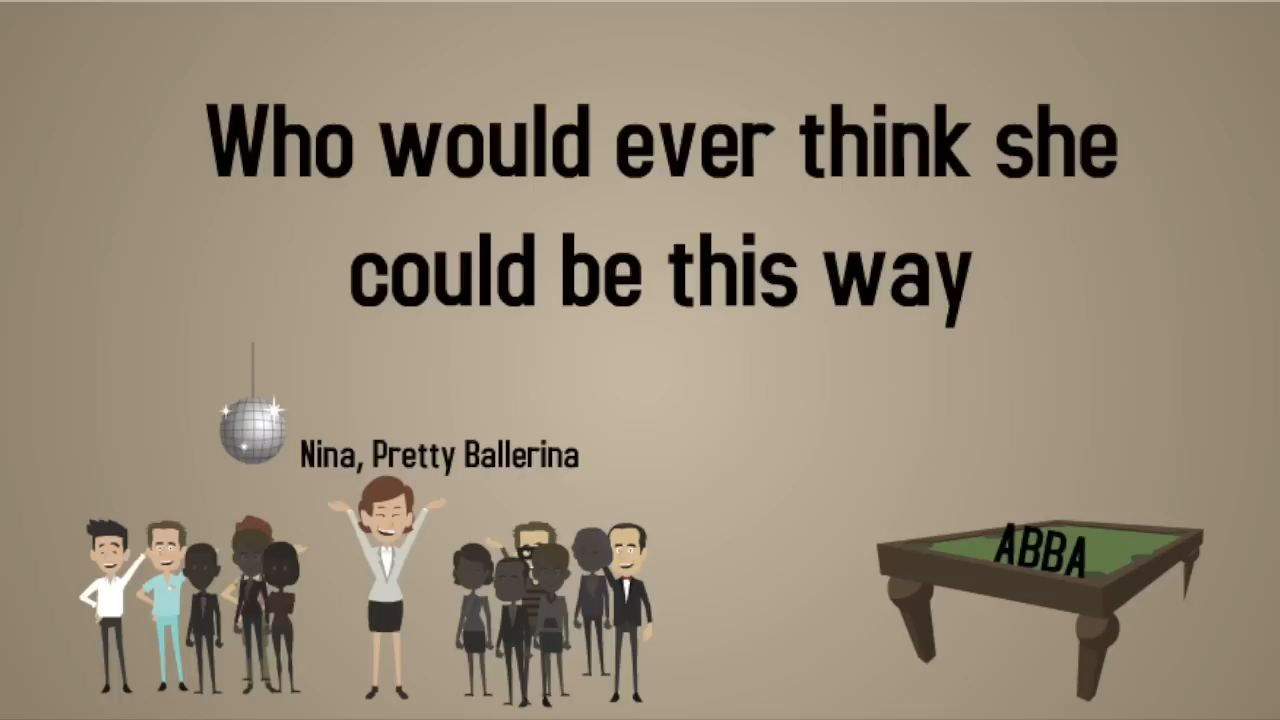 Who would ever think she
could be this way
Nina, Pretty Ballerina
ABBA